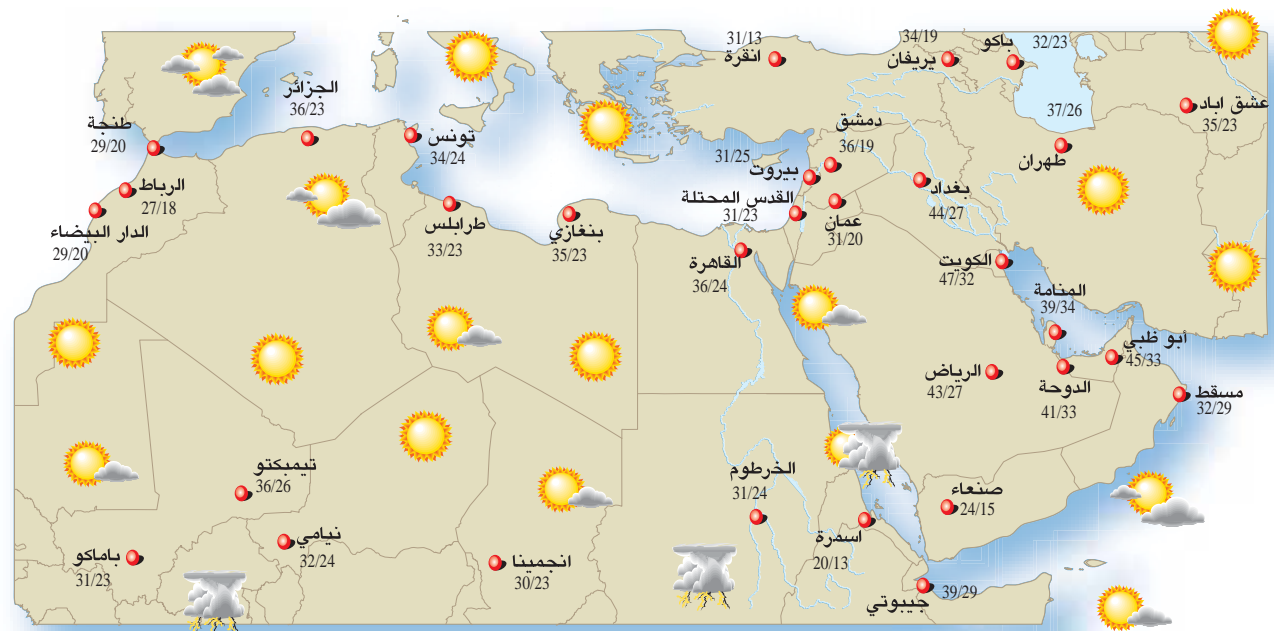 31/13
انقرة
34/19
يريفان
باكو
32/23
عشق اباد
35/23
37/26
طهران
الجزائر
36/23
طنجة
29/20
تونس
34/24
دمشق
36/19
31/25
بيروت
الرباط
27/18
القدس المحتلة
31/23
بغداد
44/27
الدار البيضاء
29/20
طرابلس
33/23
بنغازي
35/23
عمان
31/20
القاهرة
36/24
الكويت
47/32
المنامة
39/34
أبو ظبي
45/33
الرياض
43/27
الدوحة
41/33
مسقط
32/29
تيمبكتو
36/26
الخرطوم
31/24
صنعاء
24/15
نيامي
32/24
باماكو
31/23
انجمينا
30/23
اسمرة
20/13
جيبوتي
39/29